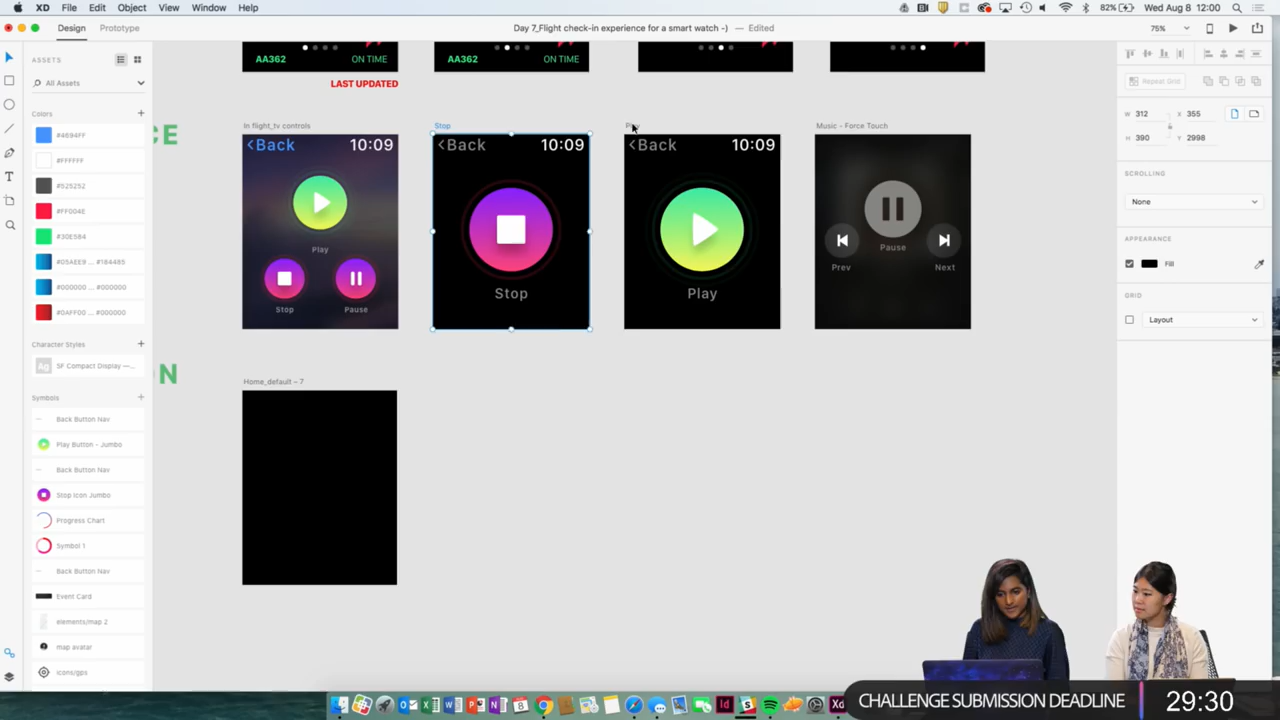 XD File Edit Object View Window Help
82% Wed Aug 8 12:00
Design Prototype
Day 7_Flight check-in experience for a smart watch -) — Edited
75%
ASSETS
All Assets
Colors
#4694FF
#FFFFFF
#525252
#FF004E
#30E584
#05AEE9 ... #184485
#000000 ... #000000
#0AFF00 ... #000000
Character Styles
Ag SF Compact Display —...
Symbols
Back Button Nav
Play Button - Jumbo
Back Button Nav
Stop Icon Jumbo
Progress Chart
Symbol 1
Back Button Nav
Event Card
elements/map 2
map avatar
icons/gps
AA362 ON TIME
LAST UPDATED
AA362 ON TIME
CE
In flight_tv controls
<Back 10:09
Play
Stop
Pause
Stop
<Back 10:09
Stop
<Back 10:09
Play
Music - Force Touch
Pause
Prev
Next
ON
Home_default – 7
Repeat Grid
W 312 X 355
H 390 Y 2998
SCROLLING
None
APPEARANCE
Fill
GRID
Layout
CHALLENGE SUBMISSION DEADLINE 29:30